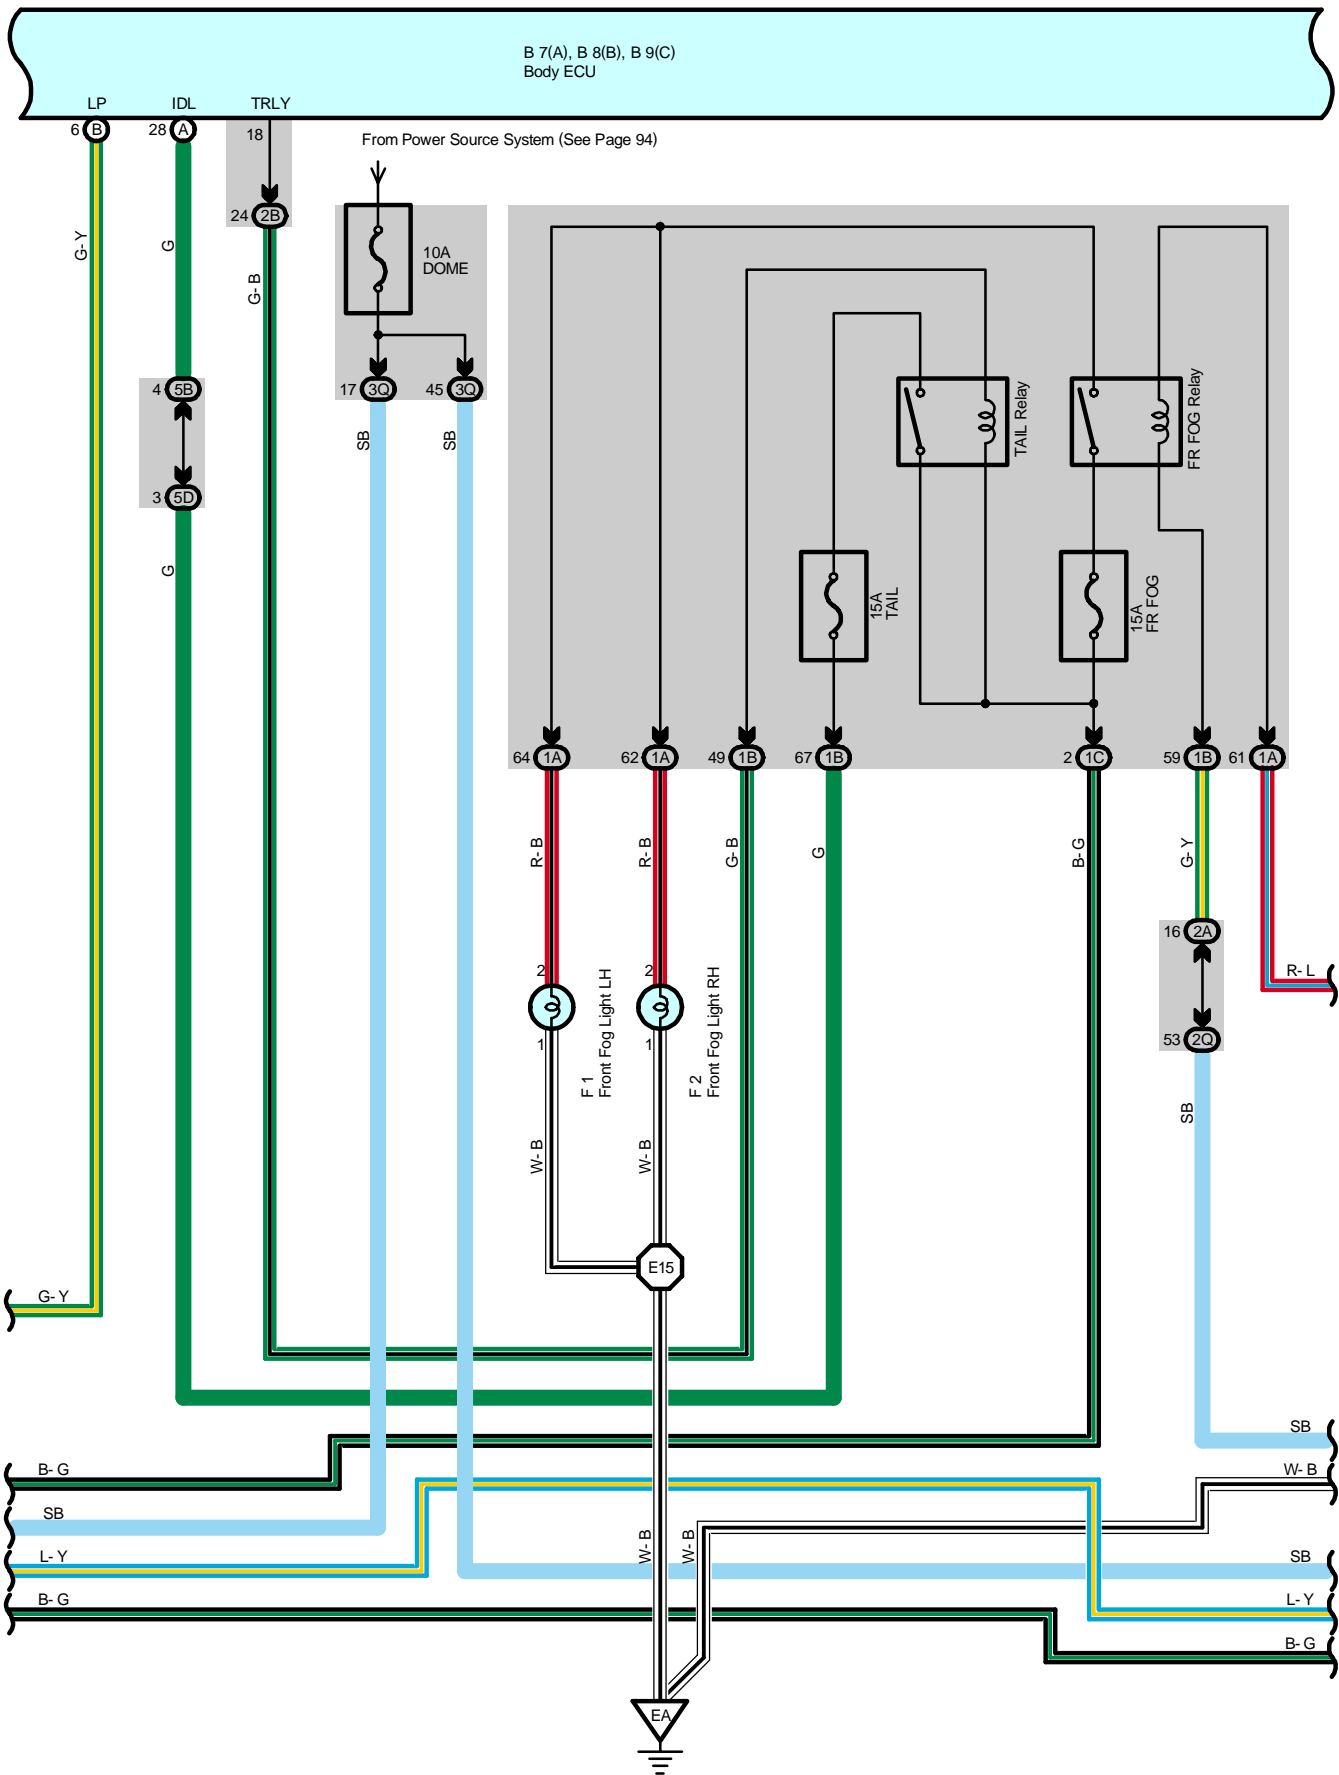 B 7(A), B 8(B), B 9(C)
Body ECU
LP
IDL
TRLY
6 B
28 A
18
From Power Source System (See Page 94)
24 2B
G- Y
G
G- B
10A
DOME
4 5B
17 3Q
45 3Q
TAIL Relay
FR FOG Relay
SB
SB
3 5D
G
15A
TAIL
15A
FR FOG
64 1A
62 1A
49 1B
67 1B
2 1C
59 1B
61 1A
R- B
R- B
G- B
G
B- G
G- Y
16 2A
2
2
R- L
1
1
53 2Q
F 1
Front Fog Light LH
F 2
Front Fog Light RH
SB
W- B
W- B
E15
G- Y
SB
B- G
W- B
SB
W- B
W- B
L- Y
SB
B- G
L- Y
B- G
EA